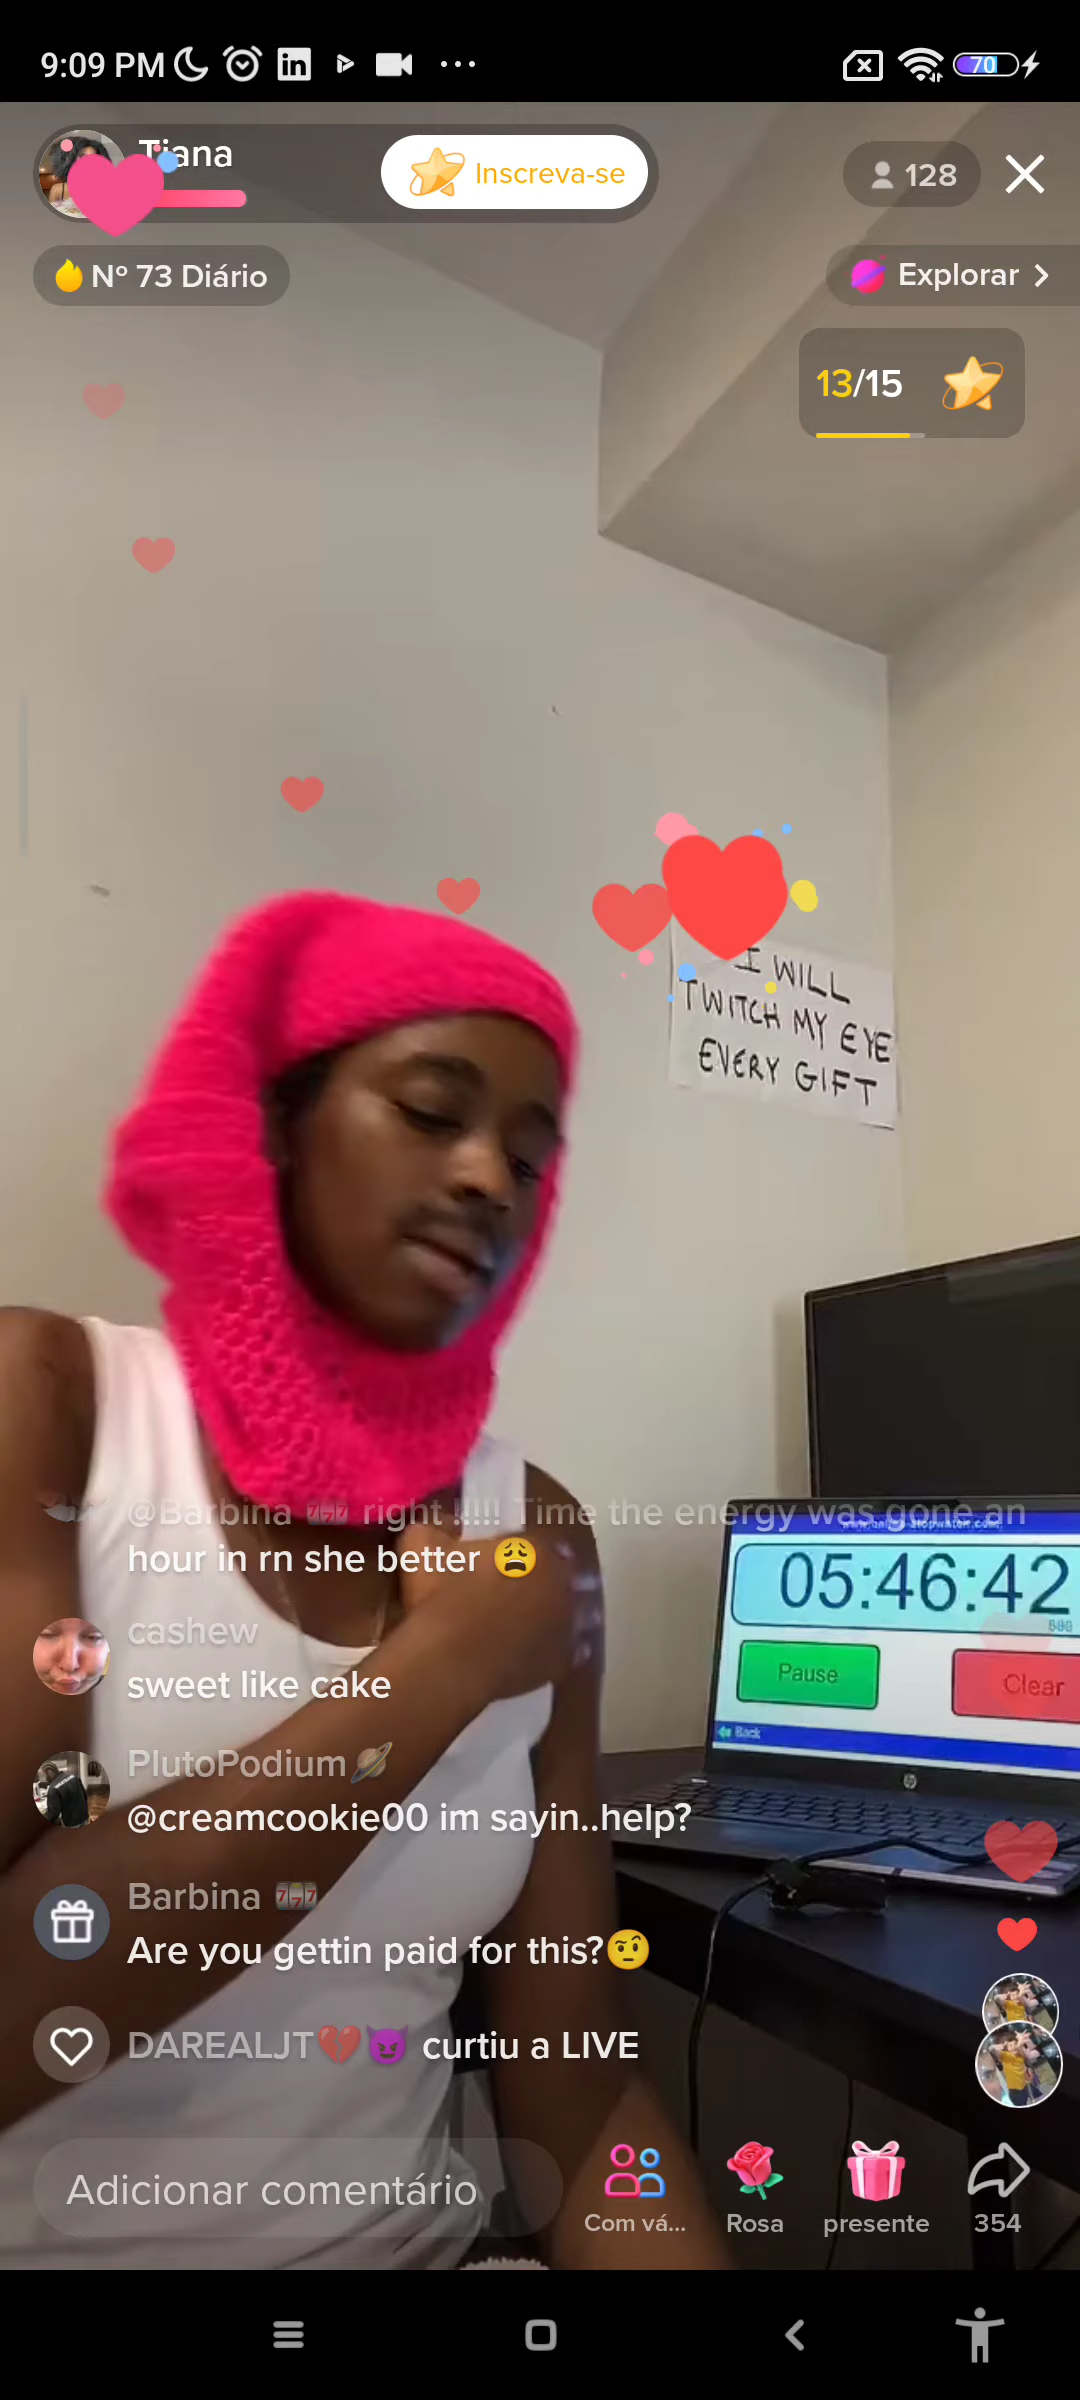 9:09 PM
70
Tiana
Inscreva-se
128
Nº 73 Diário
Explorar
13/15
I WILL
TWITCH MY EYE
EVERY GIFT
@Barbina right !!!!! Time the energy was gone an
hour in rn she better 😩
05:46:42
Pause
Clear
Back
cashew
sweet like cake
PlutoPodium🪐
@creamcookie00 im sayin..help?
Barbina
Are you gettin paid for this?🤨
DAREALJT💔😈 curtiu a LIVE
Adicionar comentário
Com vá...
Rosa
presente
354